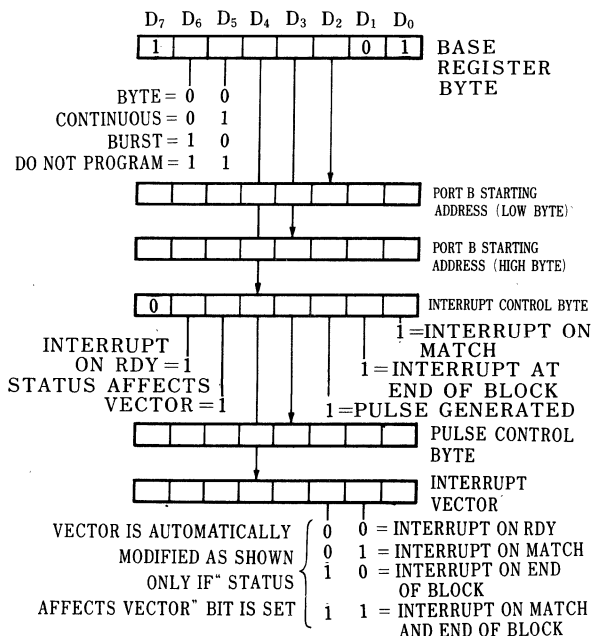 D7 D6 D5 D4 D3 D2 D1 D0
1 0 1
BASE
REGISTER
BYTE
BYTE = 0 0
CONTINUOUS = 0 1
BURST = 1 0
DO NOT PROGRAM = 1 1
PORT B STARTING
ADDRESS (LOW BYTE)
PORT B STARTING
ADDRESS (HIGH BYTE)
0
INTERRUPT CONTROL BYTE
INTERRUPT
ON RDY = 1
STATUS AFFECTS
VECTOR = 1
1 = INTERRUPT ON
MATCH
1 = INTERRUPT AT
END OF BLOCK
1 = PULSE GENERATED
PULSE CONTROL
BYTE
INTERRUPT
VECTOR
VECTOR IS AUTOMATICALLY
MODIFIED AS SHOWN
ONLY IF “ STATUS
AFFECTS VECTOR” BIT IS SET
0 0 = INTERRUPT ON RDY
0 1 = INTERRUPT ON MATCH
1 0 = INTERRUPT ON END
OF BLOCK
1 1 = INTERRUPT ON MATCH
AND END OF BLOCK